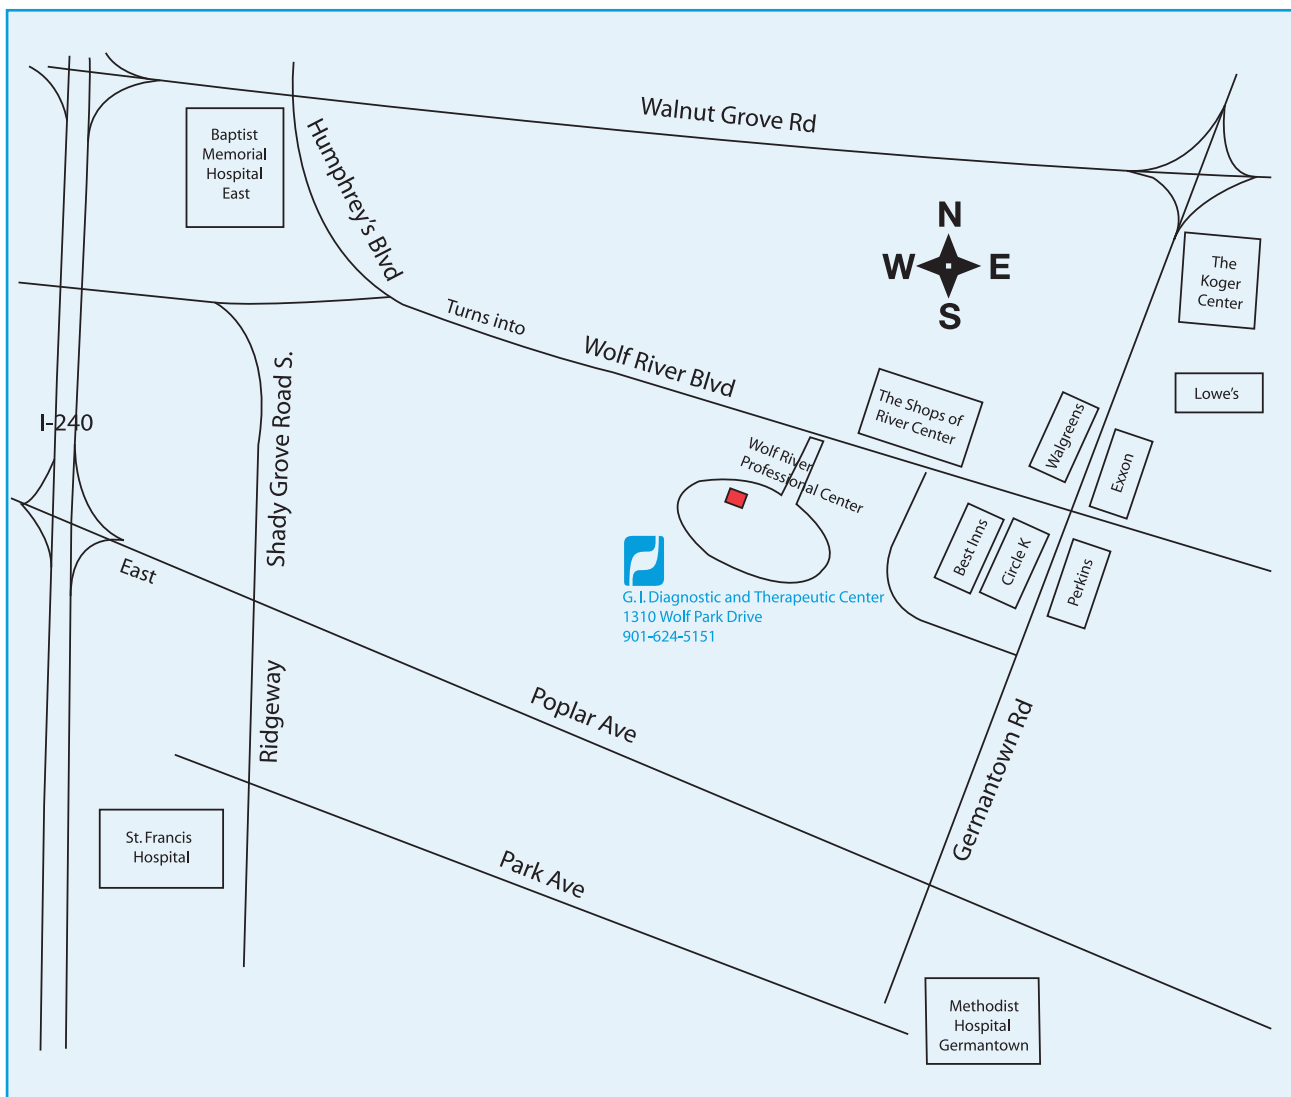 Walnut Grove Rd
Baptist
Memorial
Hospital
East
Humphrey's Blvd
N
W E
S
The
Koger
Center
Turns into
Wolf River Blvd
Shady Grove Road S.
Lowe's
The Shops of
River Center
Walgreens
I-240
Exxon
Wolf River
Professional Center
Best Inns
Circle K
Perkins
East
G. I. Diagnostic and Therapeutic Center
1310 Wolf Park Drive
901-624-5151
Ridgeway
Poplar Ave
Germantown Rd
St. Francis
Hospital
Park Ave
Methodist
Hospital
Germantown